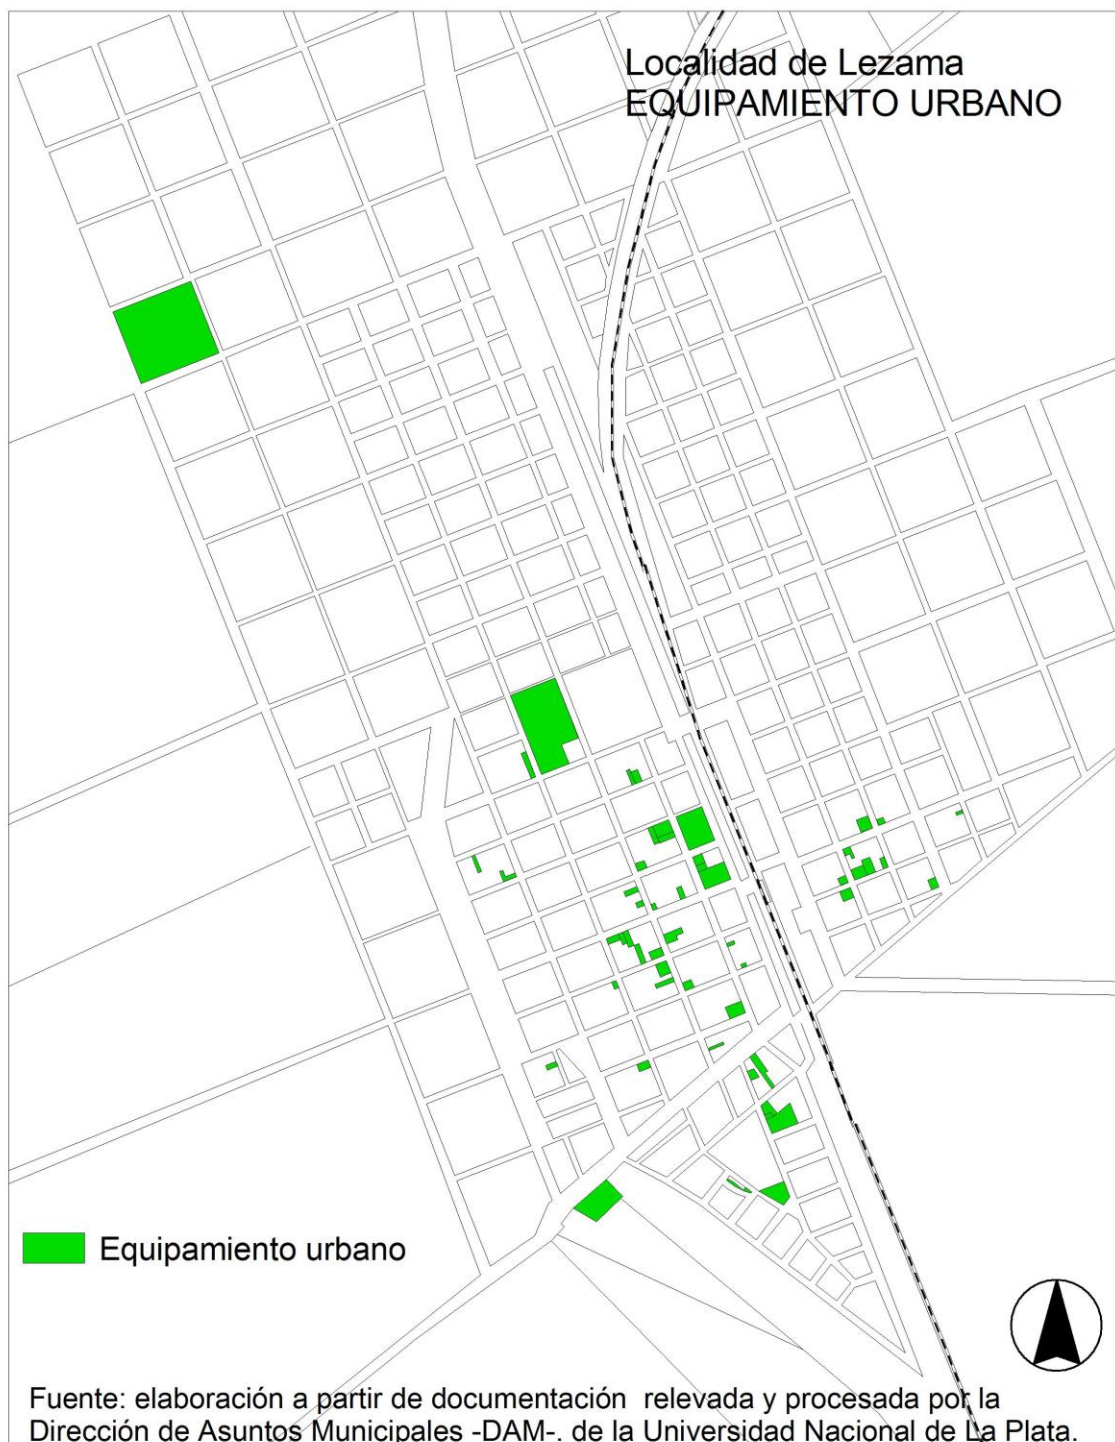 Localidad de Lezama
EQUIPAMIENTO URBANO
Equipamiento urbano
Fuente: elaboración a partir de documentación relevada y procesada por la
Dirección de Asuntos Municipales -DAM-. de la Universidad Nacional de La Plata.